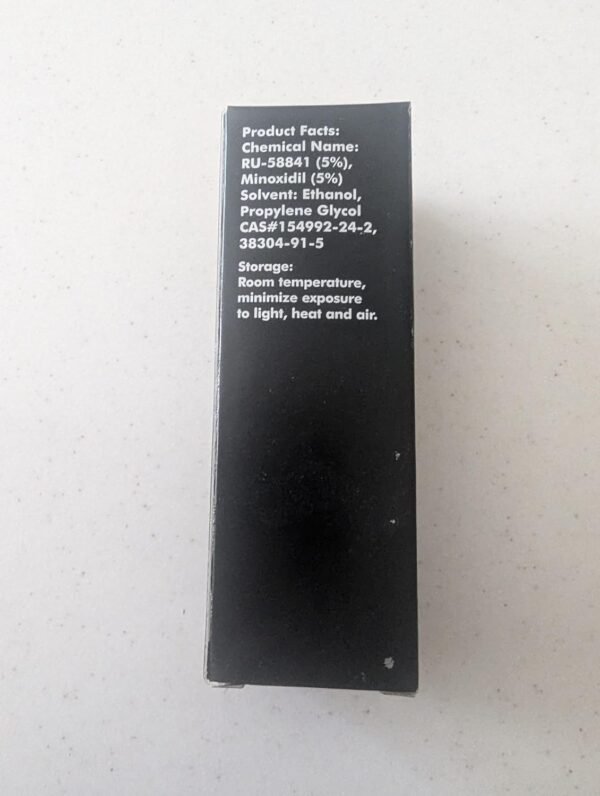 Product Facts:
Chemical Name:
RU-58841 (5%),
Minoxidil (5%)
Solvent: Ethanol,
Propylene Glycol
CAS#154992-24-2,
38304-91-5
Storage:
Room temperature,
minimize exposure
to light, heat and air.